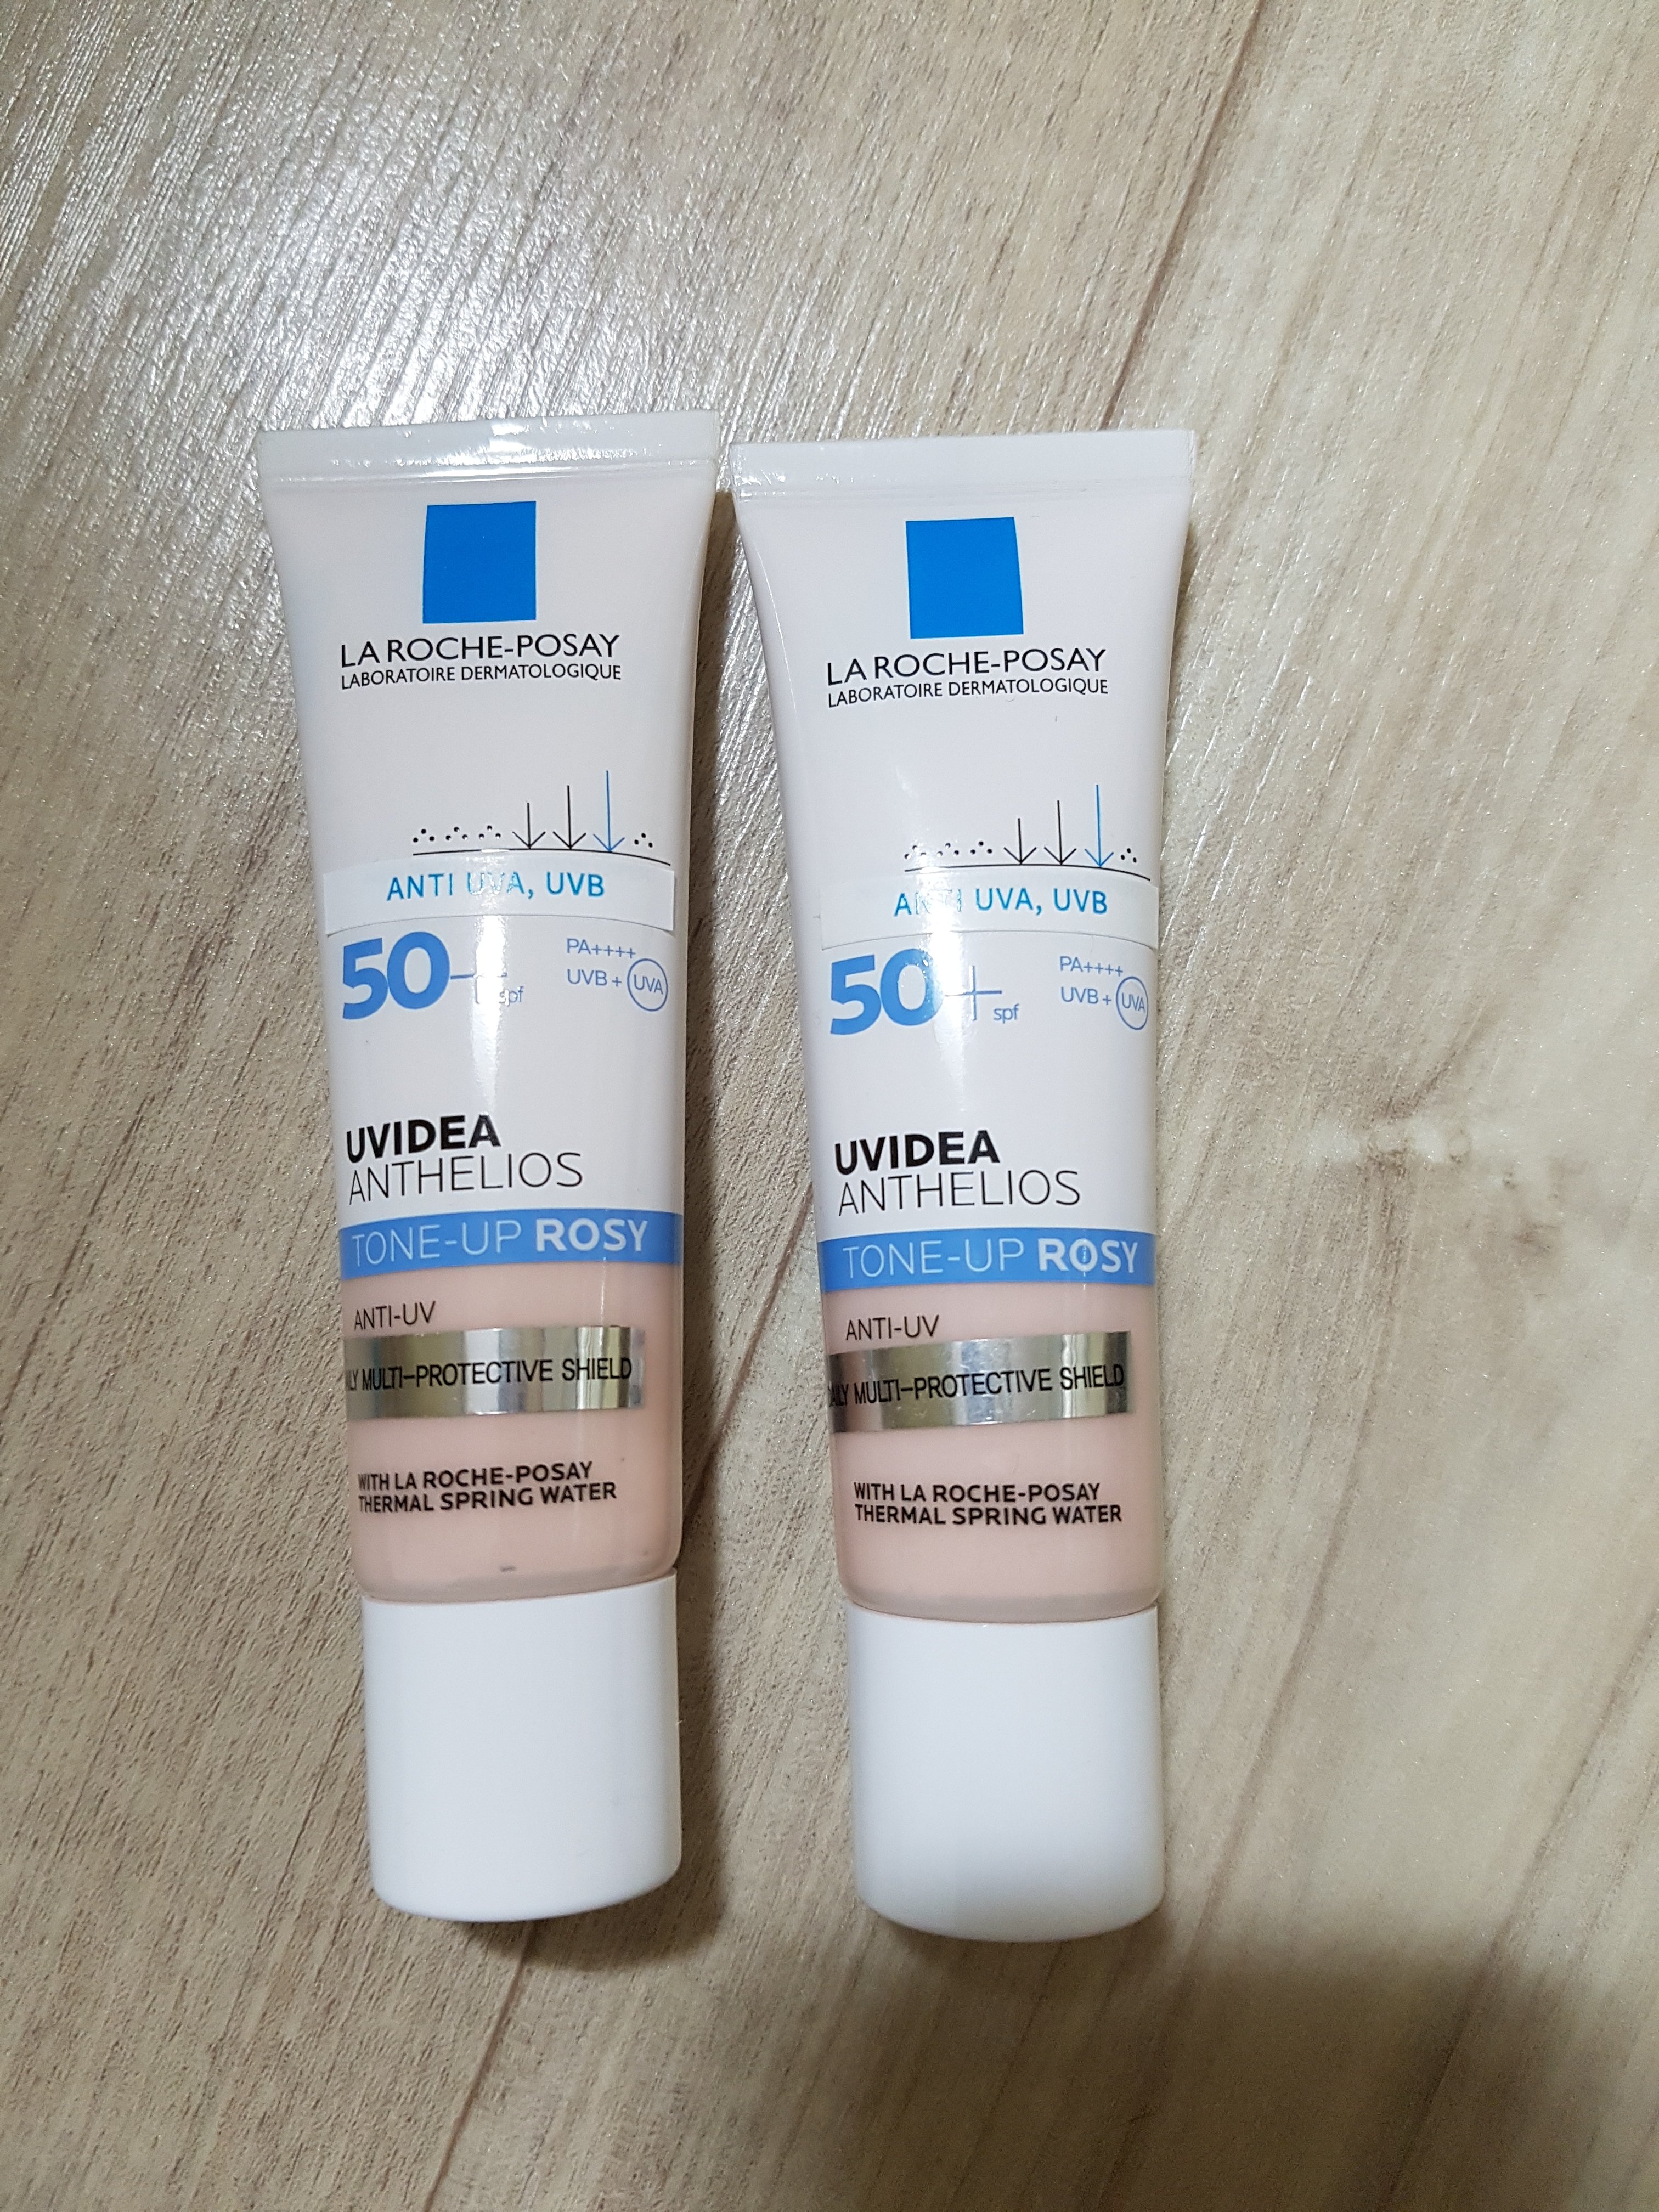 LA ROCHE-POSAY
LABORATOIRE DERMATOLOGIQUE
ANTI UVA, UVB
50+ spf
PA++++
UVB + UVA
UVIDEA
ANTHELIOS
TONE-UP ROSY
ANTI-UV
MULTI-PROTECTIVE SHIELD
WITH LA ROCHE-POSAY
THERMAL SPRING WATER
LA ROCHE-POSAY
LABORATOIRE DERMATOLOGIQUE
ANTI UVA, UVB
50+ spf
PA++++
UVB + UVA
UVIDEA
ANTHELIOS
TONE-UP ROSY
ANTI-UV
DAILY MULTI-PROTECTIVE SHIELD
WITH LA ROCHE-POSAY
THERMAL SPRING WATER